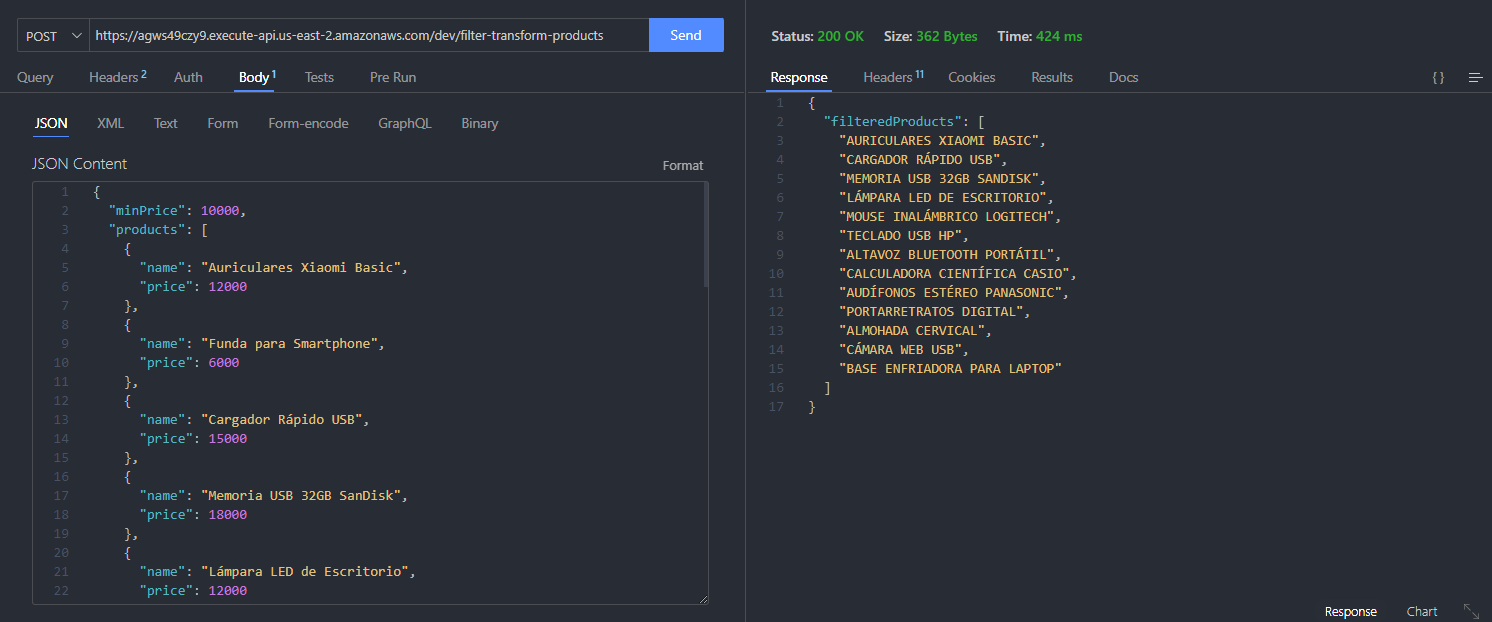 POST https://agws49czy9.execute-api.us-east-2.amazonaws.com/dev/filter-transform-products Send
Query Headers 2 Auth Body 1 Tests Pre Run
JSON XML Text Form Form-encode GraphQL Binary
JSON Content Format
1 {
2 "minPrice": 10000,
3 "products": [
4 {
5 "name": "Auriculares Xiaomi Basic",
6 "price": 12000
7 },
8 {
9 "name": "Funda para Smartphone",
10 "price": 6000
11 },
12 {
13 "name": "Cargador Rápido USB",
14 "price": 15000
15 },
16 {
17 "name": "Memoria USB 32GB SanDisk",
18 "price": 18000
19 },
20 {
21 "name": "Lámpara LED de Escritorio",
22 "price": 12000
Status: 200 OK Size: 362 Bytes Time: 424 ms
Response Headers 11 Cookies Results Docs { }
1 {
2 "filteredProducts": [
3 "AURICULARES XIAOMI BASIC",
4 "CARGADOR RÁPIDO USB",
5 "MEMORIA USB 32GB SANDISK",
6 "LÁMPARA LED DE ESCRITORIO",
7 "MOUSE INALÁMBRICO LOGITECH",
8 "TECLADO USB HP",
9 "ALTAVOZ BLUETOOTH PORTÁTIL",
10 "CALCULADORA CIENTÍFICA CASIO",
11 "AUDÍFONOS ESTÉREO PANASONIC",
12 "PORTARRETRATOS DIGITAL",
13 "ALMOHADA CERVICAL",
14 "CÁMARA WEB USB",
15 "BASE ENFRIADORA PARA LAPTOP"
16 ]
17 }
Response Chart